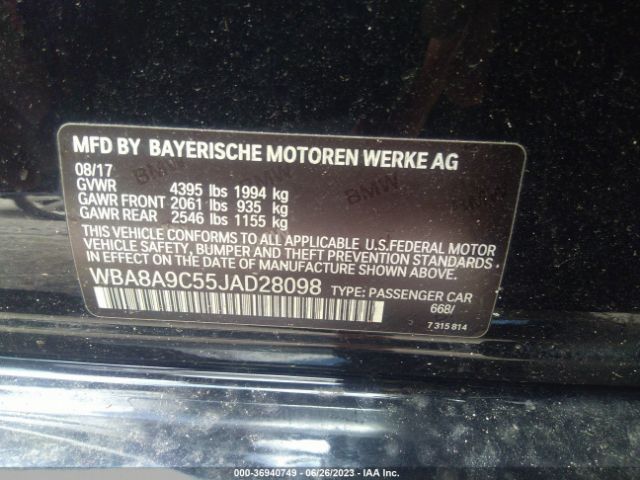 MFD BY BAYERISCHE MOTOREN WERKE AG
08/17
GVWR 4395 lbs 1994 kg
GAWR FRONT 2061 lbs 935 kg
GAWR REAR 2546 lbs 1155 kg
THIS VEHICLE CONFORMS TO ALL APPLICABLE U.S.FEDERAL MOTOR
VEHICLE SAFETY, BUMPER AND THEFT PREVENTION STANDARDS
IN EFFECT ON THE DATE OF MANUFACTURE SHOWN ABOVE.
WBA8A9C55JAD28098 TYPE: PASSENGER CAR
668/
7 315 814
000-36940749 // 06/26/2023 // IAA Inc.